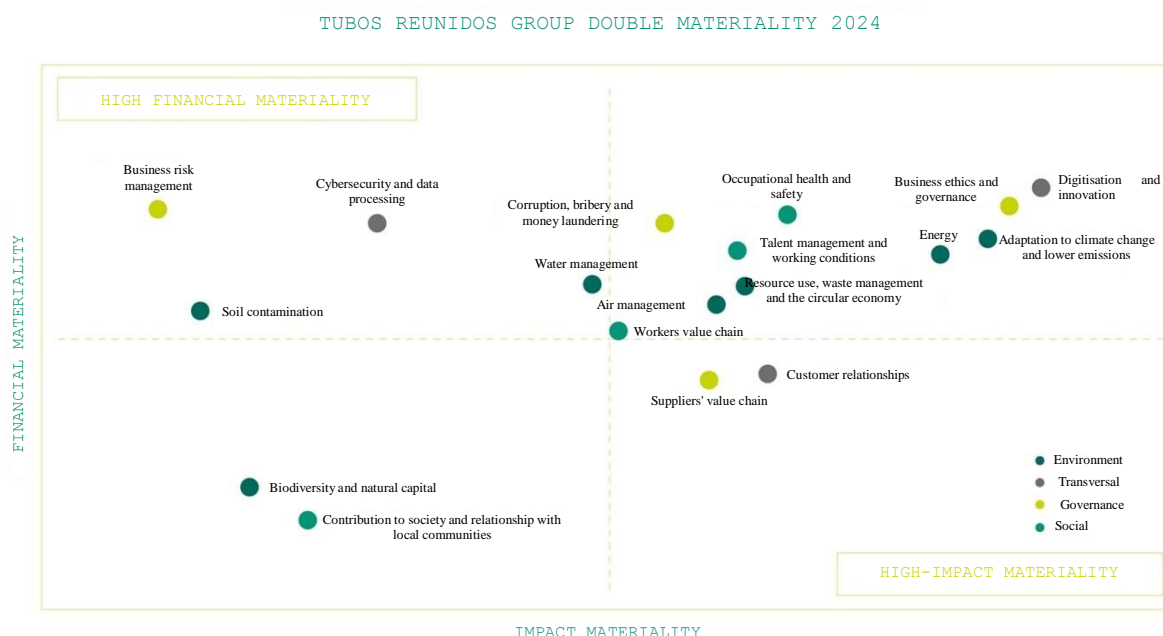 TUBOS REUNIDOS GROUP DOUBLE MATERIALITY 2024
HIGH FINANCIAL MATERIALITY
Business risk
management
Cybersecurity and data
processing
Corruption, bribery and
money laundering
Occupational health and
safety
Business ethics and
governance
Digitisation and
innovation
Talent management and
working conditions
Energy
Adaptation to climate change
and lower emissions
Water management
Resource use, waste management
and the circular economy
Air management
Soil contamination
Workers value chain
Customer relationships
Suppliers' value chain
FINANCIAL MATERIALITY
Biodiversity and natural capital
Contribution to society and relationship with
local communities
Environment
Transversal
Governance
Social
HIGH-IMPACT MATERIALITY
IMPACT MATERIALITY